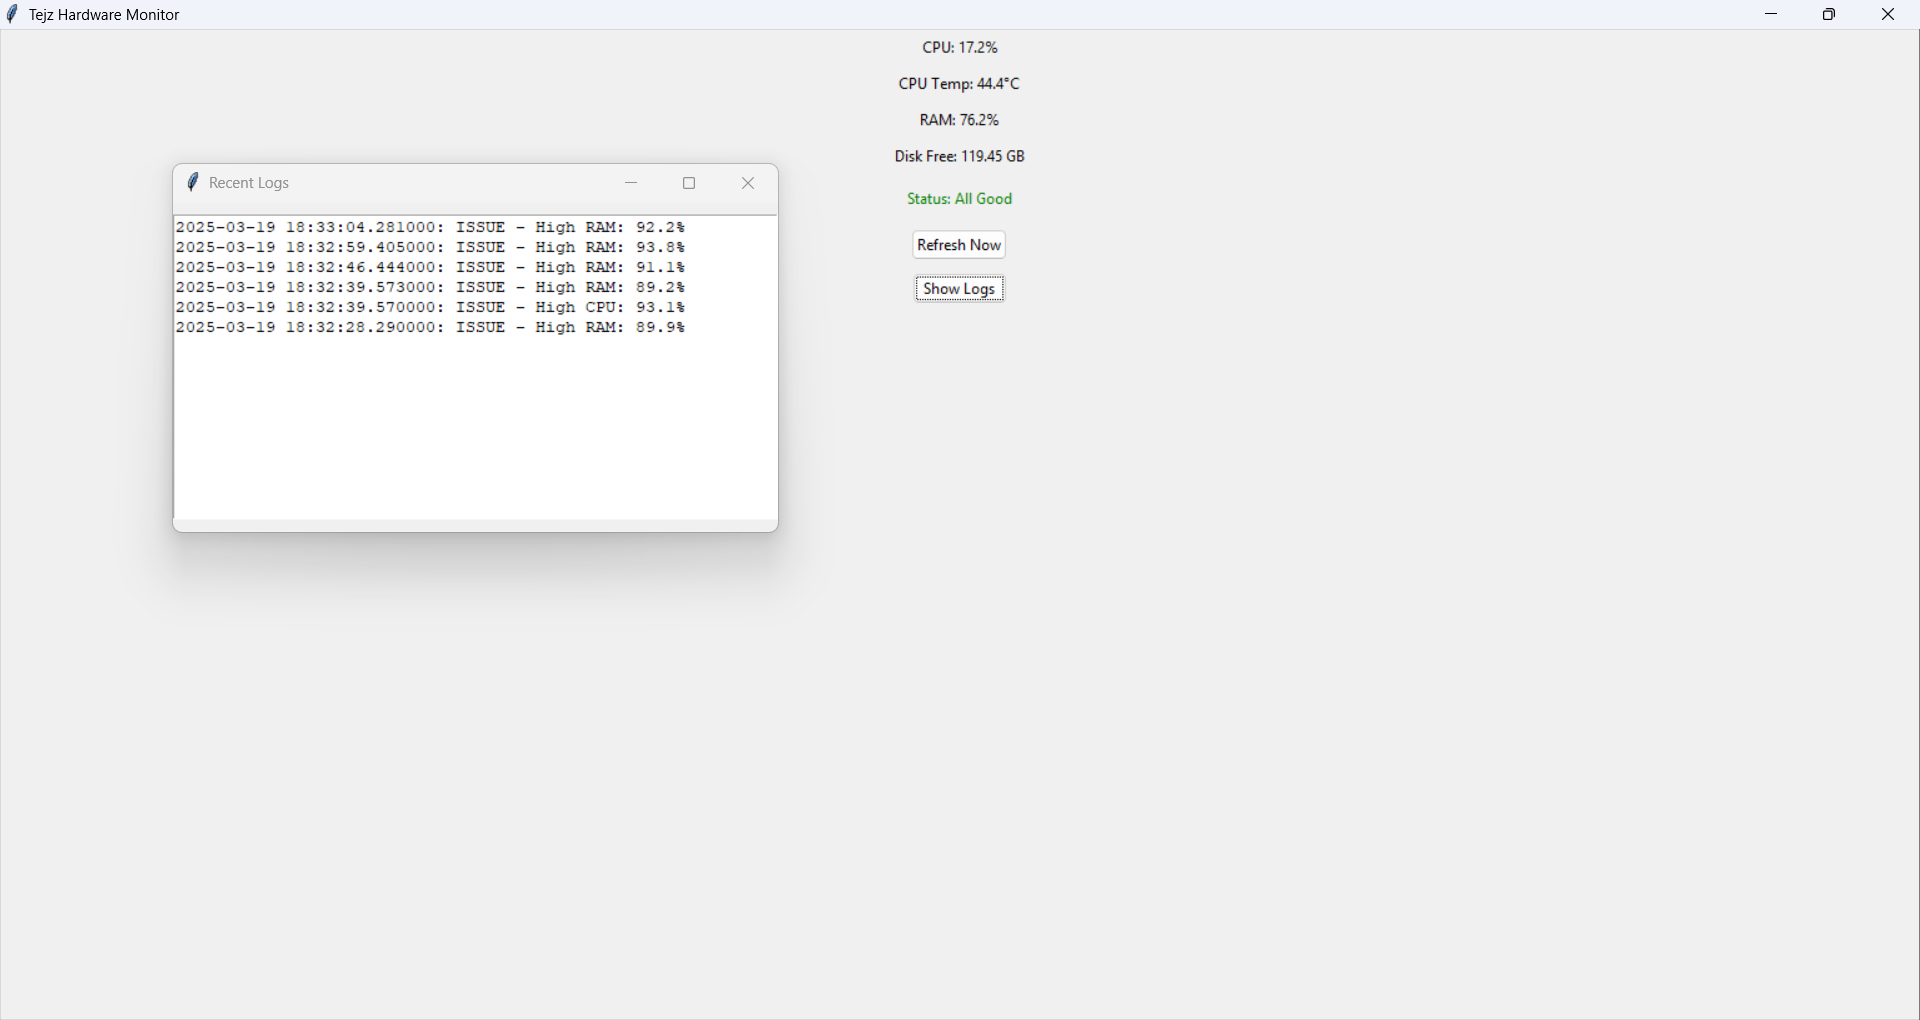 Tejz Hardware Monitor
CPU: 17.2%
CPU Temp: 44.4°C
RAM: 76.2%
Disk Free: 119.45 GB
Status: All Good
Refresh Now
Show Logs
Recent Logs
2025-03-19 18:33:04.281000: ISSUE - High RAM: 92.2%
2025-03-19 18:32:59.405000: ISSUE - High RAM: 93.8%
2025-03-19 18:32:46.444000: ISSUE - High RAM: 91.1%
2025-03-19 18:32:39.573000: ISSUE - High RAM: 89.2%
2025-03-19 18:32:39.570000: ISSUE - High CPU: 93.1%
2025-03-19 18:32:28.290000: ISSUE - High RAM: 89.9%